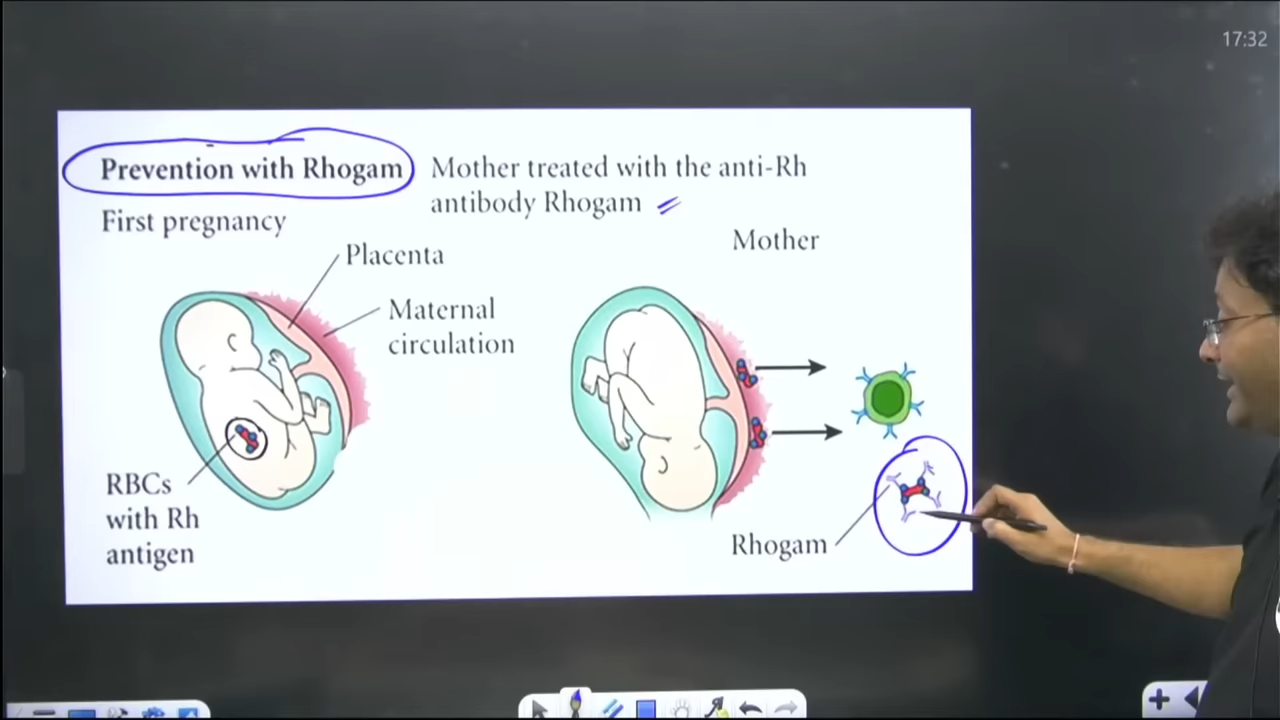 17:32
Prevention with Rhogam
Mother treated with the anti-Rh
antibody Rhogam
First pregnancy
Mother
Placenta
Maternal
circulation
RBCs
with Rh
antigen
Rhogam